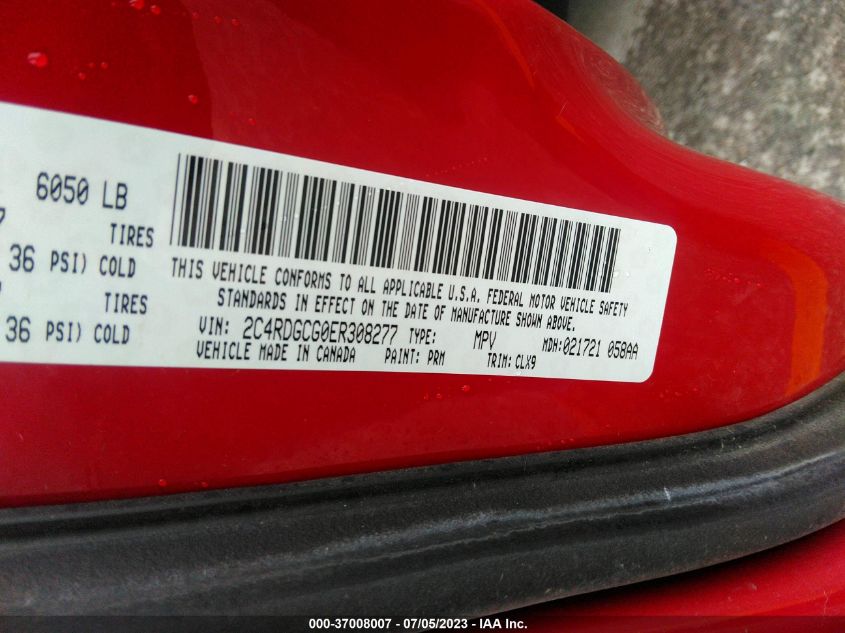 6050 LB
TIRES
36 PSI) COLD
TIRES
36 PSI) COLD
THIS VEHICLE CONFORMS TO ALL APPLICABLE U.S.A. FEDERAL MOTOR VEHICLE SAFETY
STANDARDS IN EFFECT ON THE DATE OF MANUFACTURE SHOWN ABOVE.
VIN: 2C4RDGCG0ER308277 TYPE: MPV MDH:021721 058AA
VEHICLE MADE IN CANADA PAINT: PRM TRIM: CLX9
000-37008007 / 07/05/2023 - IAA Inc.